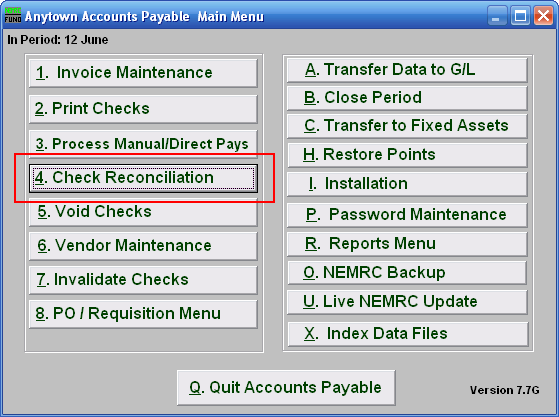 Anytown Accounts Payable Main Menu
In Period: 12 June
1. Invoice Maintenance
2. Print Checks
3. Process Manual/Direct Pays
4. Check Reconciliation
5. Void Checks
6. Vendor Maintenance
7. Invalidate Checks
8. PO / Requisition Menu
A. Transfer Data to G/L
B. Close Period
C. Transfer to Fixed Assets
H. Restore Points
I. Installation
P. Password Maintenance
R. Reports Menu
O. NEMRC Backup
U. Live NEMRC Update
X. Index Data Files
Q. Quit Accounts Payable
Version 7.7G